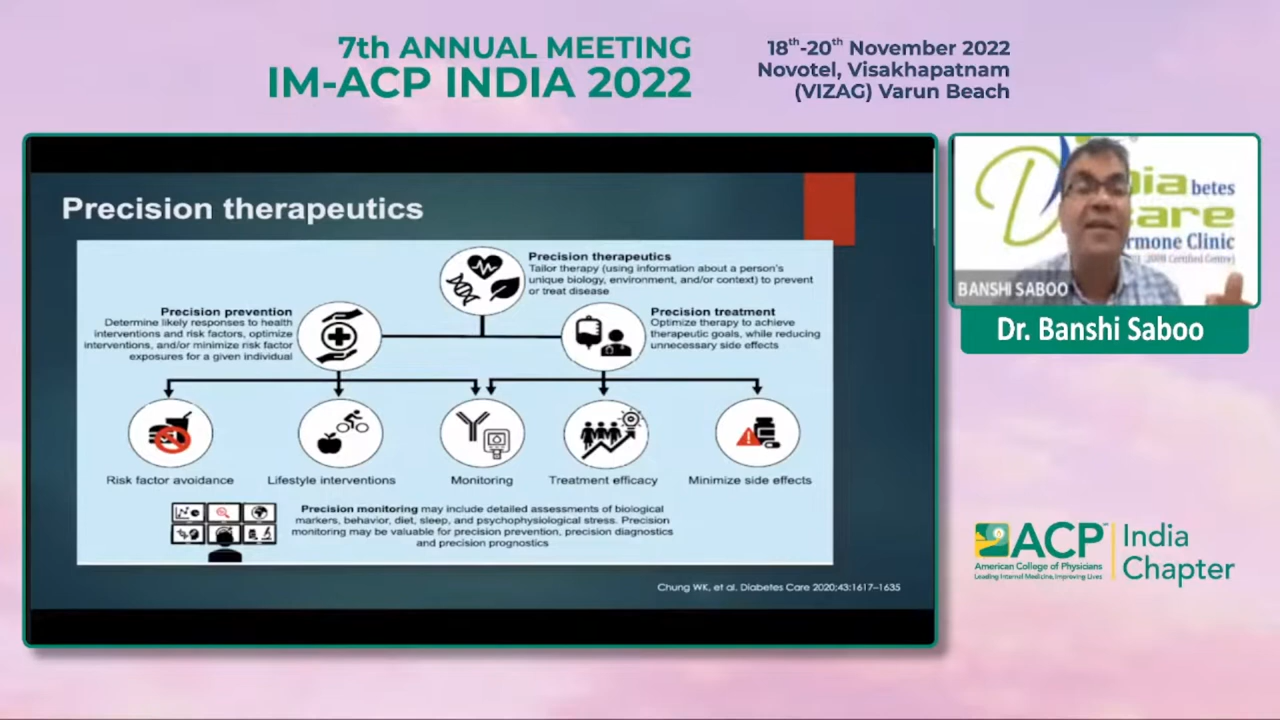 7th ANNUAL MEETING
IM-ACP INDIA 2022
18th-20th November 2022
Novotel, Visakhapatnam
(VIZAG) Varun Beach
Precision therapeutics
Precision therapeutics
Tailor therapy (using information about a person's
unique biology, environment, and/or context) to prevent
or treat disease
Precision prevention
Determine likely responses to health
interventions and risk factors, optimize
interventions, and/or minimize risk factor
exposures for a given individual
Precision treatment
Optimize therapy to achieve
therapeutic goals, while reducing
unnecessary side effects
Risk factor avoidance
Lifestyle interventions
Monitoring
Treatment efficacy
Minimize side effects
Precision monitoring may include detailed assessments of biological
markers, behavior, diet, sleep, and psychophysiological stress. Precision
monitoring may be valuable for precision prevention, precision diagnostics
and precision prognostics
Chung WK, et al. Diabetes Care 2020;43:1617–1635
betes
are
rmone Clinic
Certified Centre)
BANSHI SABOO
Dr. Banshi Saboo
ACP
American College of Physicians
Leading Internal Medicine, Improving Lives
India
Chapter